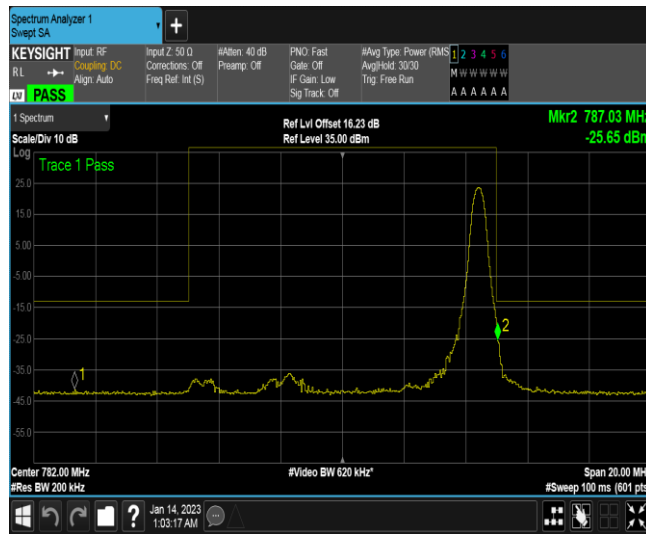 Spectrum Analyzer 1
Swept SA
+
KEYSIGHT
RL
LXI PASS
Input: RF
Coupling: DC
Align: Auto
Input Z: 50 Ω
Corrections: Off
Freq Ref: Int (S)
#Atten: 40 dB
Preamp: Off
PNO: Fast
Gate: Off
IF Gain: Low
Sig Track: Off
#Avg Type: Power (RMS
Avg|Hold: 30/30
Trig: Free Run
1 2 3 4 5 6
M W W W W W
A A A A A A
1 Spectrum
Scale/Div 10 dB
Ref Lvl Offset 16.23 dB
Ref Level 35.00 dBm
Mkr2 787.03 MHz
-25.65 dBm
Log
Trace 1 Pass
25.0
15.0
5.00
-5.00
-15.0
-25.0
-35.0
-45.0
-55.0
1
2
Center 782.00 MHz
#Res BW 200 kHz
#Video BW 620 kHz*
Span 20.00 MH
#Sweep 100 ms (601 pts
?
Jan 14, 2023
1:03:17 AM